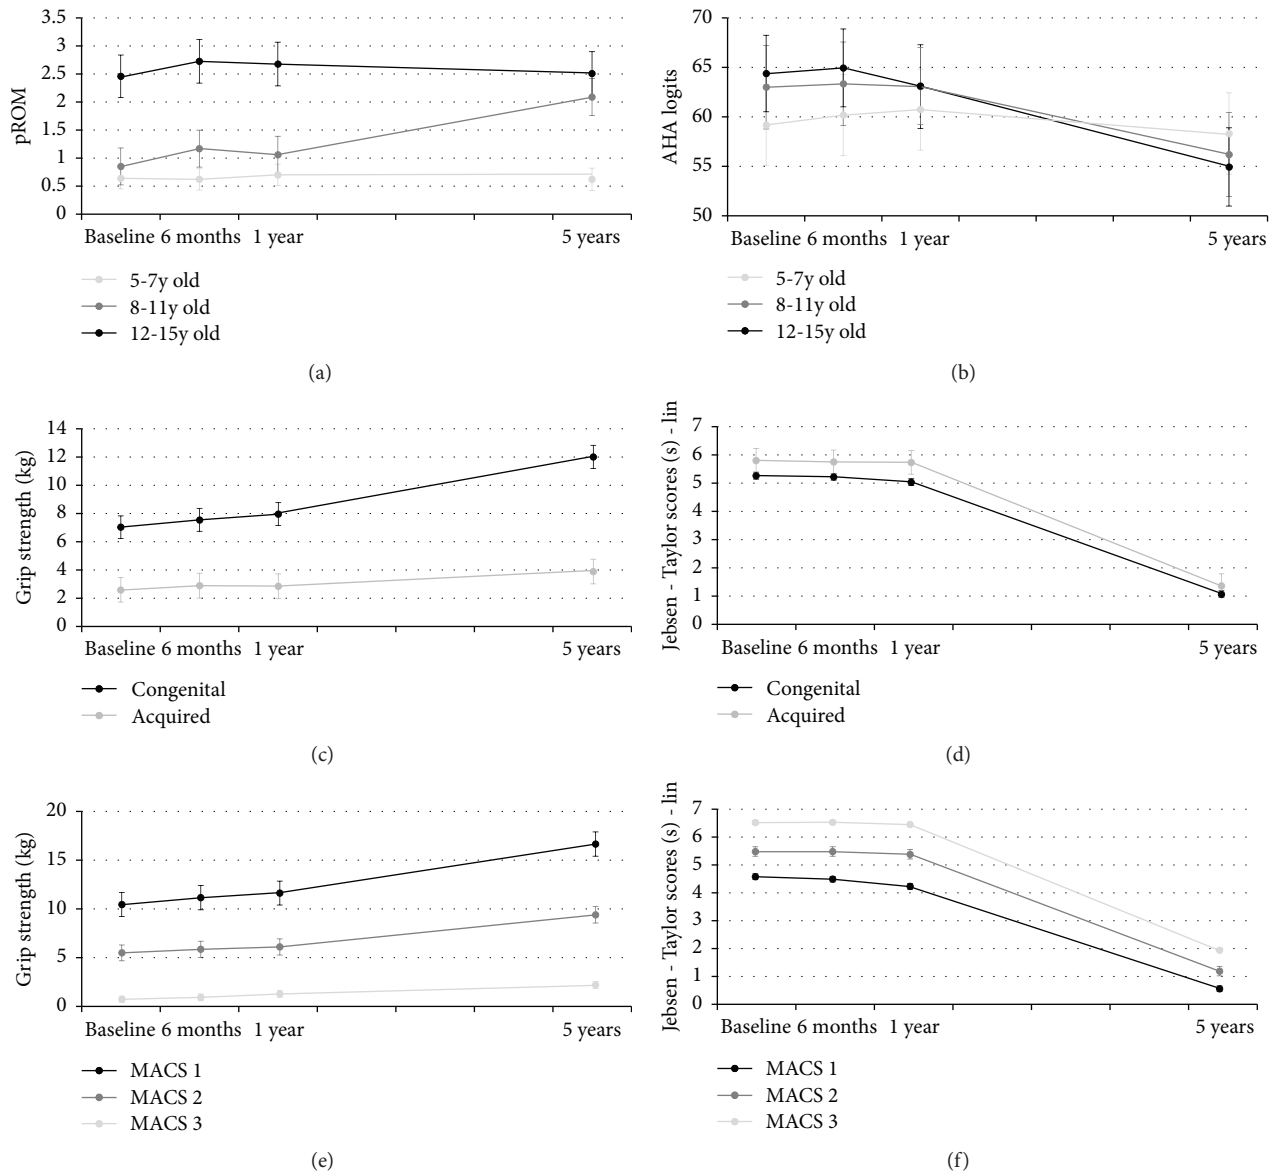 3.5
3
2.5
2
1.5
1
0.5
0
pROM
Baseline 6 months 1 year 5 years
5-7y old
8-11y old
12-15y old
(a)
70
65
60
55
50
AHA logits
Baseline 6 months 1 year 5 years
5-7y old
8-11y old
12-15y old
(b)
14
12
10
8
6
4
2
0
Grip strength (kg)
Baseline 6 months 1 year 5 years
Congenital
Acquired
(c)
7
6
5
4
3
2
1
0
Jebsen - Taylor scores (s) - lin
Baseline 6 months 1 year 5 years
Congenital
Acquired
(d)
20
15
10
5
0
Grip strength (kg)
Baseline 6 months 1 year 5 years
MACS 1
MACS 2
MACS 3
(e)
7
6
5
4
3
2
1
0
Jebsen - Taylor scores (s) - lin
Baseline 6 months 1 year 5 years
MACS 1
MACS 2
MACS 3
(f)